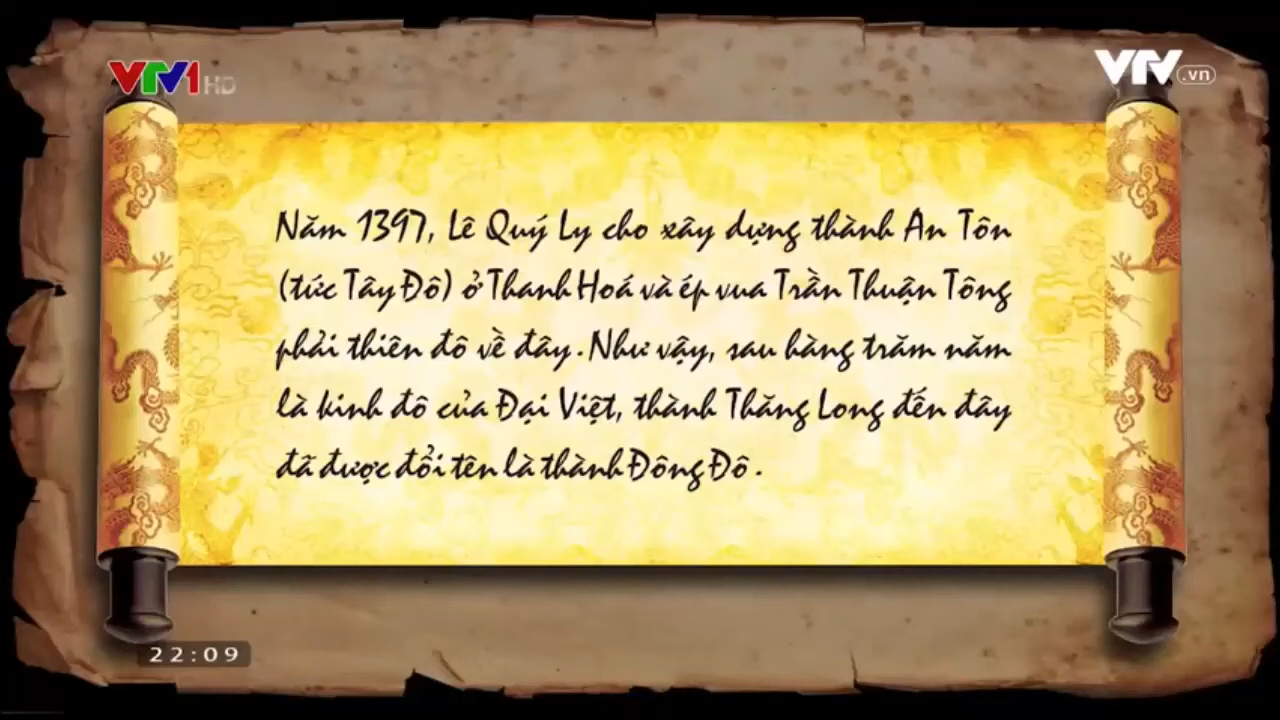 VTV1 HD
VTV.vn
Năm 1397, Lê Quý Ly cho xây dựng thành An Tôn
(tức Tây Đô) ở Thanh Hoá và ép vua Trần Thuận Tông
phải thiên đô về đây. Như vậy, sau hàng trăm năm
là kinh đô của Đại Việt, thành Thăng Long đến đây
đã được đổi tên là thành Đông Đô.
22:09